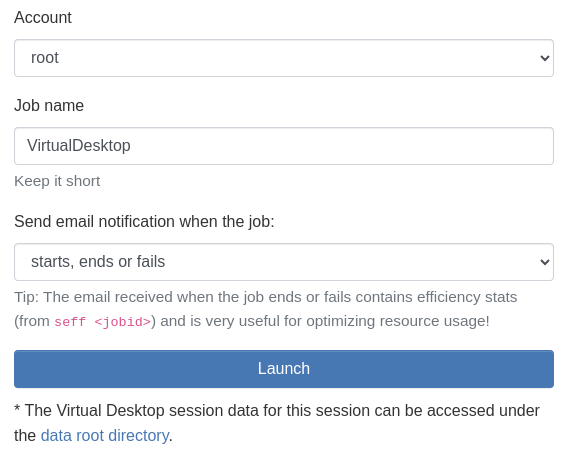 Account
root
Job name
VirtualDesktop
Keep it short
Send email notification when the job:
starts, ends or fails
Tip: The email received when the job ends or fails contains efficiency stats
(from seff <jobid>) and is very useful for optimizing resource usage!
Launch
* The Virtual Desktop session data for this session can be accessed under
the data root directory.